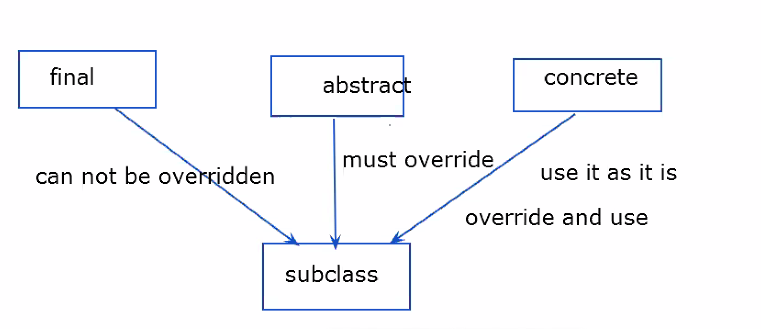 final
abstract
concrete
can not be overridden
must override
use it as it is
override and use
subclass